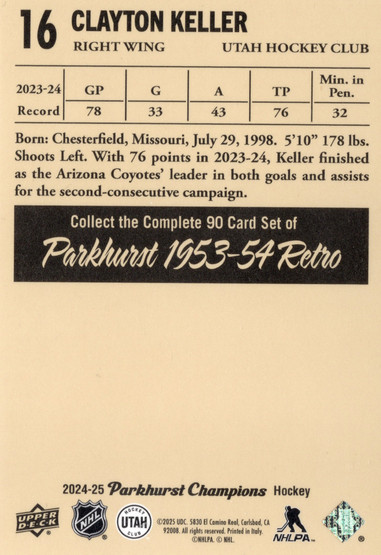 16 CLAYTON KELLER
RIGHT WING UTAH HOCKEY CLUB
2023-24 GP G A TP Min. in Pen.
Record 78 33 43 76 32
Born: Chesterfield, Missouri, July 29, 1998. 5'10" 178 lbs.
Shoots Left. With 76 points in 2023-24, Keller finished
as the Arizona Coyotes' leader in both goals and assists
for the second-consecutive campaign.
Collect the Complete 90 Card Set of
Parkhurst 1953-54 Retro
2024-25 Parkhurst Champions Hockey
UPPER DECK
NHL
HOCKEY UTAH CLUB
©2025 UDC. 5830 El Camino Real, Carlsbad, CA
92008. All rights reserved. Printed in Italy.
©NHLPA. © NHL.
NHLPA